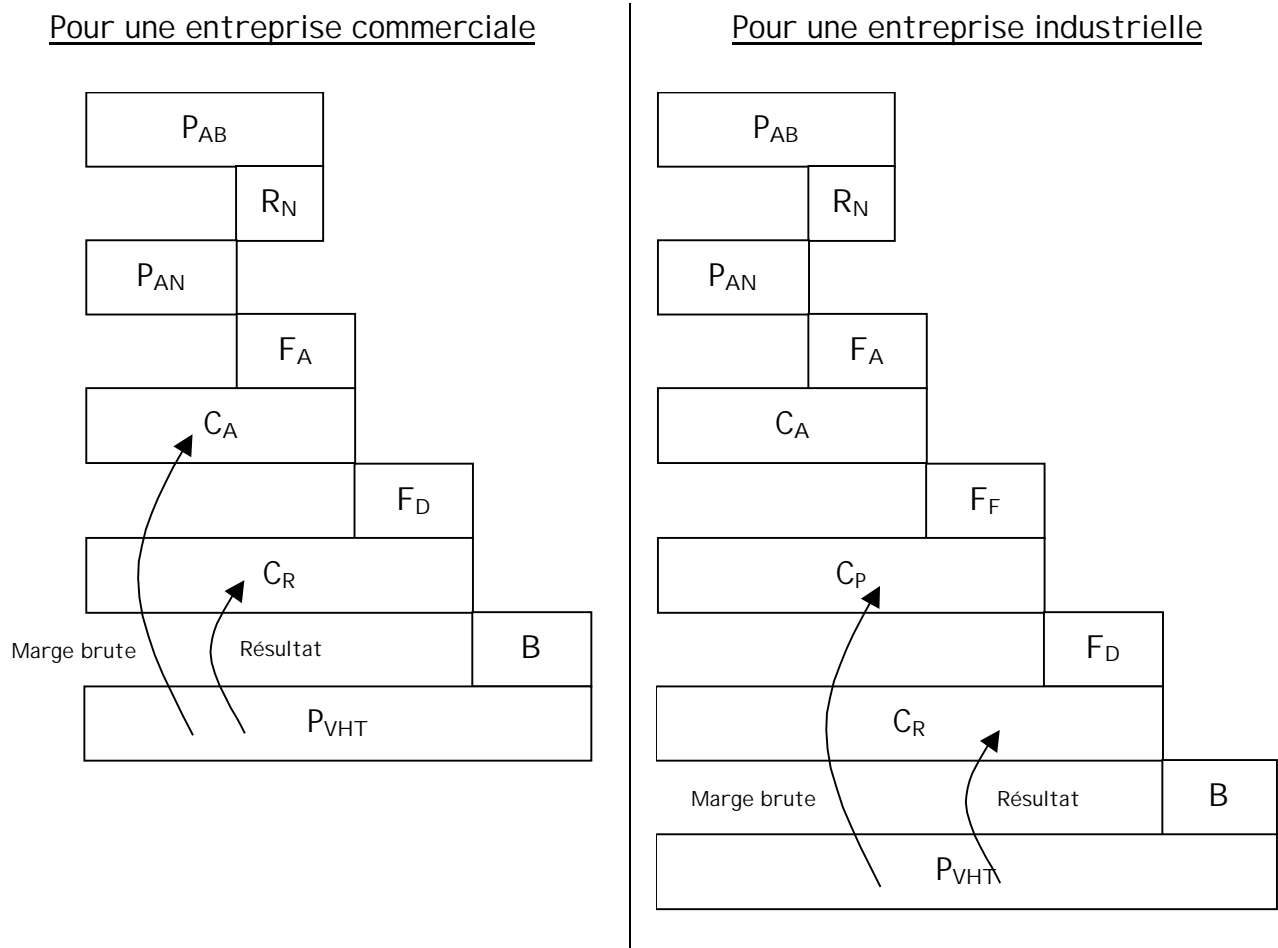 Pour une entreprise commerciale
PAB
RN
PAN
FA
CA
FD
CR
Marge brute
Résultat
B
PVHT
Pour une entreprise industrielle
PAB
RN
PAN
FA
CA
FF
CP
FD
CR
Marge brute
Résultat
B
PVHT